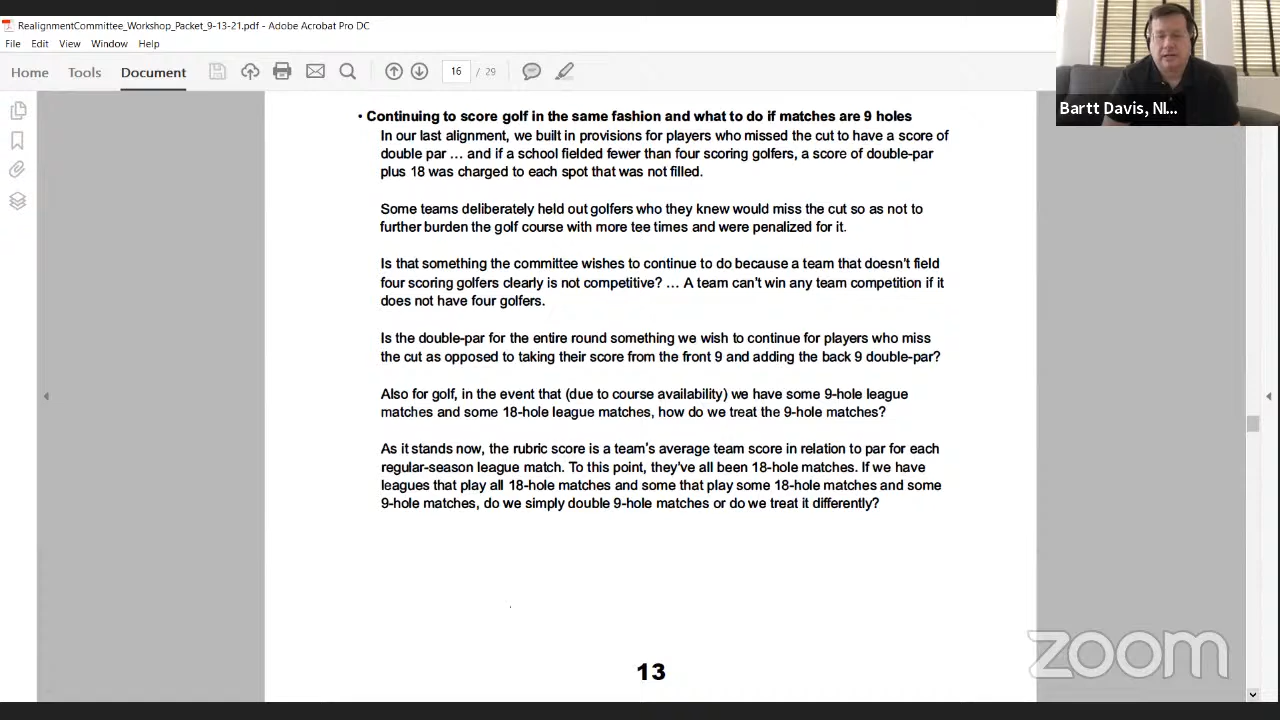 RealignmentCommittee_Workshop_Packet_9-13-21.pdf - Adobe Acrobat Pro DC
File Edit View Window Help
Home Tools Document 16 / 29
Bartt Davis, NI...
• Continuing to score golf in the same fashion and what to do if matches are 9 holes
In our last alignment, we built in provisions for players who missed the cut to have a score of
double par ... and if a school fielded fewer than four scoring golfers, a score of double-par
plus 18 was charged to each spot that was not filled.
Some teams deliberately held out golfers who they knew would miss the cut so as not to
further burden the golf course with more tee times and were penalized for it.
Is that something the committee wishes to continue to do because a team that doesn't field
four scoring golfers clearly is not competitive? ... A team can't win any team competition if it
does not have four golfers.
Is the double-par for the entire round something we wish to continue for players who miss
the cut as opposed to taking their score from the front 9 and adding the back 9 double-par?
Also for golf, in the event that (due to course availability) we have some 9-hole league
matches and some 18-hole league matches, how do we treat the 9-hole matches?
As it stands now, the rubric score is a team's average team score in relation to par for each
regular-season league match. To this point, they've all been 18-hole matches. If we have
leagues that play all 18-hole matches and some that play some 18-hole matches and some
9-hole matches, do we simply double 9-hole matches or do we treat it differently?
13
zoom